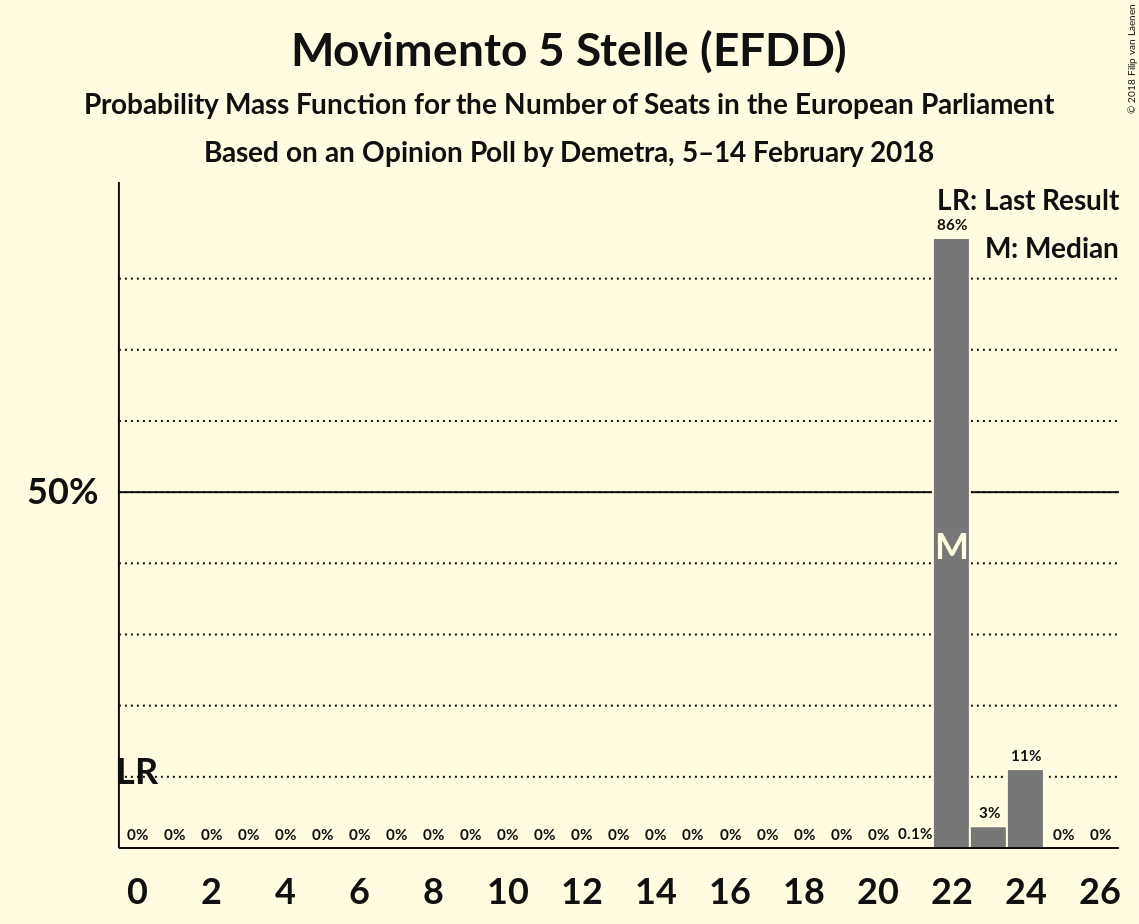 Movimento 5 Stelle (EFDD)
Probability Mass Function for the Number of Seats in the European Parliament
Based on an Opinion Poll by Demetra, 5–14 February 2018
© 2018 Filip van Laenen
LR: Last Result
86%
M: Median
50%
M
LR
11%
3%
0% 0% 0% 0% 0% 0% 0% 0% 0% 0% 0% 0% 0% 0% 0% 0% 0% 0% 0% 0% 0% 0.1% 0% 0%
0 2 4 6 8 10 12 14 16 18 20 22 24 26